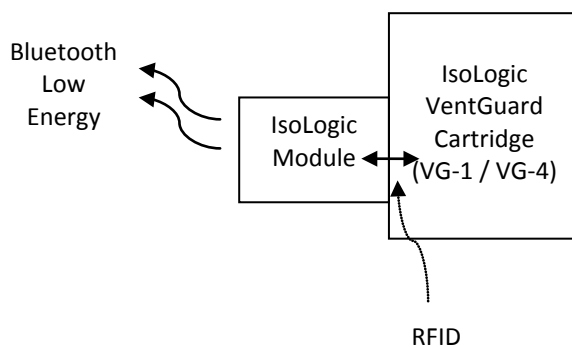 Bluetooth
Low
Energy
IsoLogic
Module
IsoLogic
VentGuard
Cartridge
(VG-1 / VG-4)
RFID